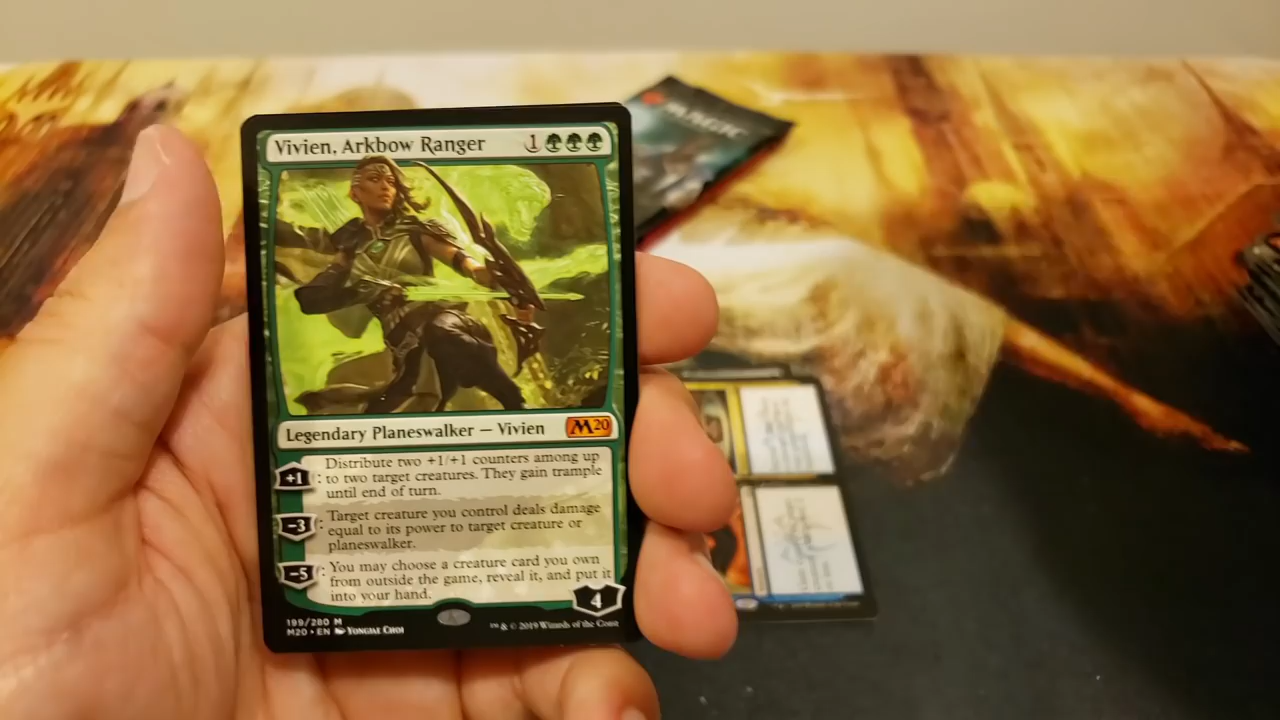 Vivien, Arkbow Ranger 1
Legendary Planeswalker — Vivien M20
Distribute two +1/+1 counters among up
+1: to two target creatures. They gain trample
until end of turn.
Target creature you control deals damage
-3: equal to its power to target creature or
planeswalker.
-5: You may choose a creature card you own
from outside the game, reveal it, and put it
into your hand.
4
199/280 M
M20 • EN Yongjae Choi
™ & © 2019 Wizards of the Coast
MAGIC